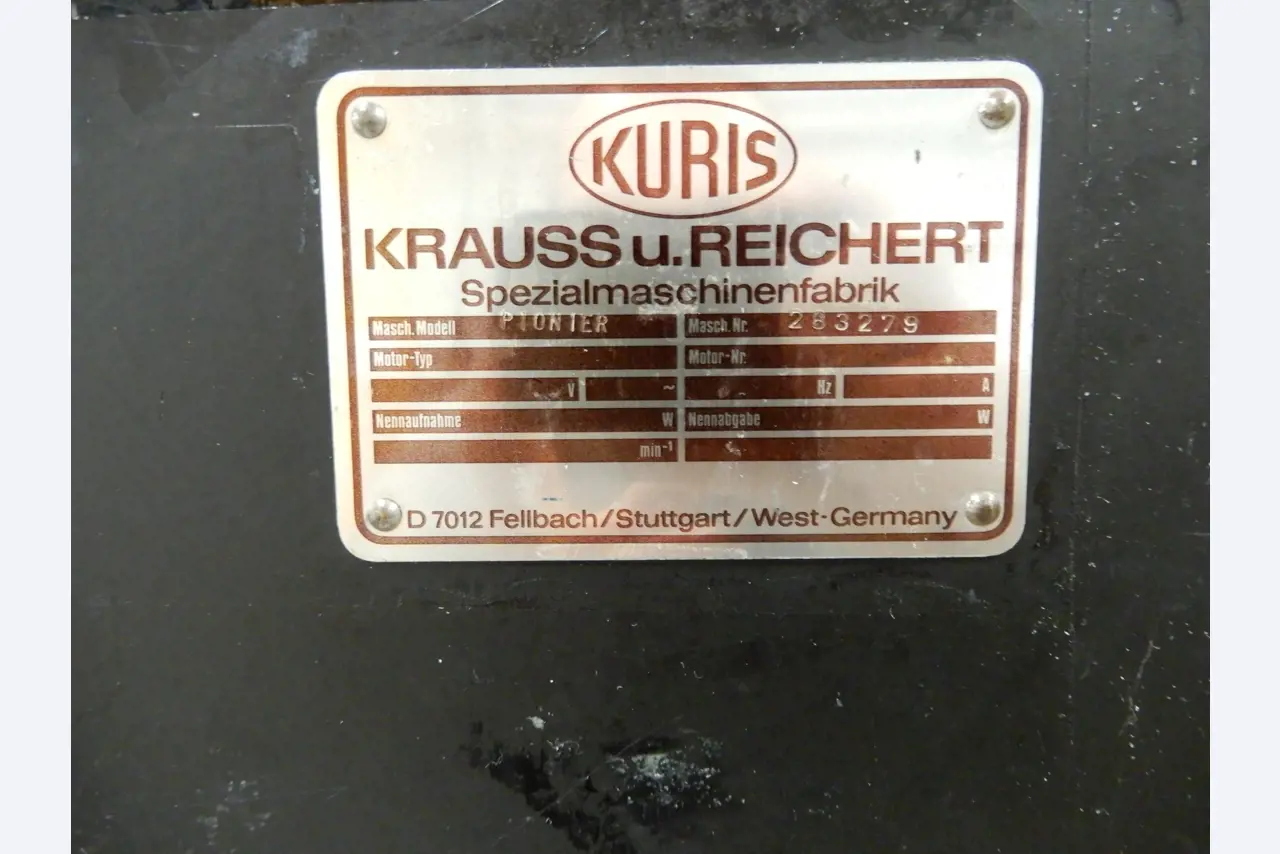 KURIS
KRAUSS u. REICHERT
Spezialmaschinenfabrik
Masch. Modell PIONIER Masch. Nr. 283279
Motor-Typ Motor-Nr.
V ~ Hz A
Nennaufnahme W Nennabgabe W
min⁻¹
D 7012 Fellbach/Stuttgart/West-Germany